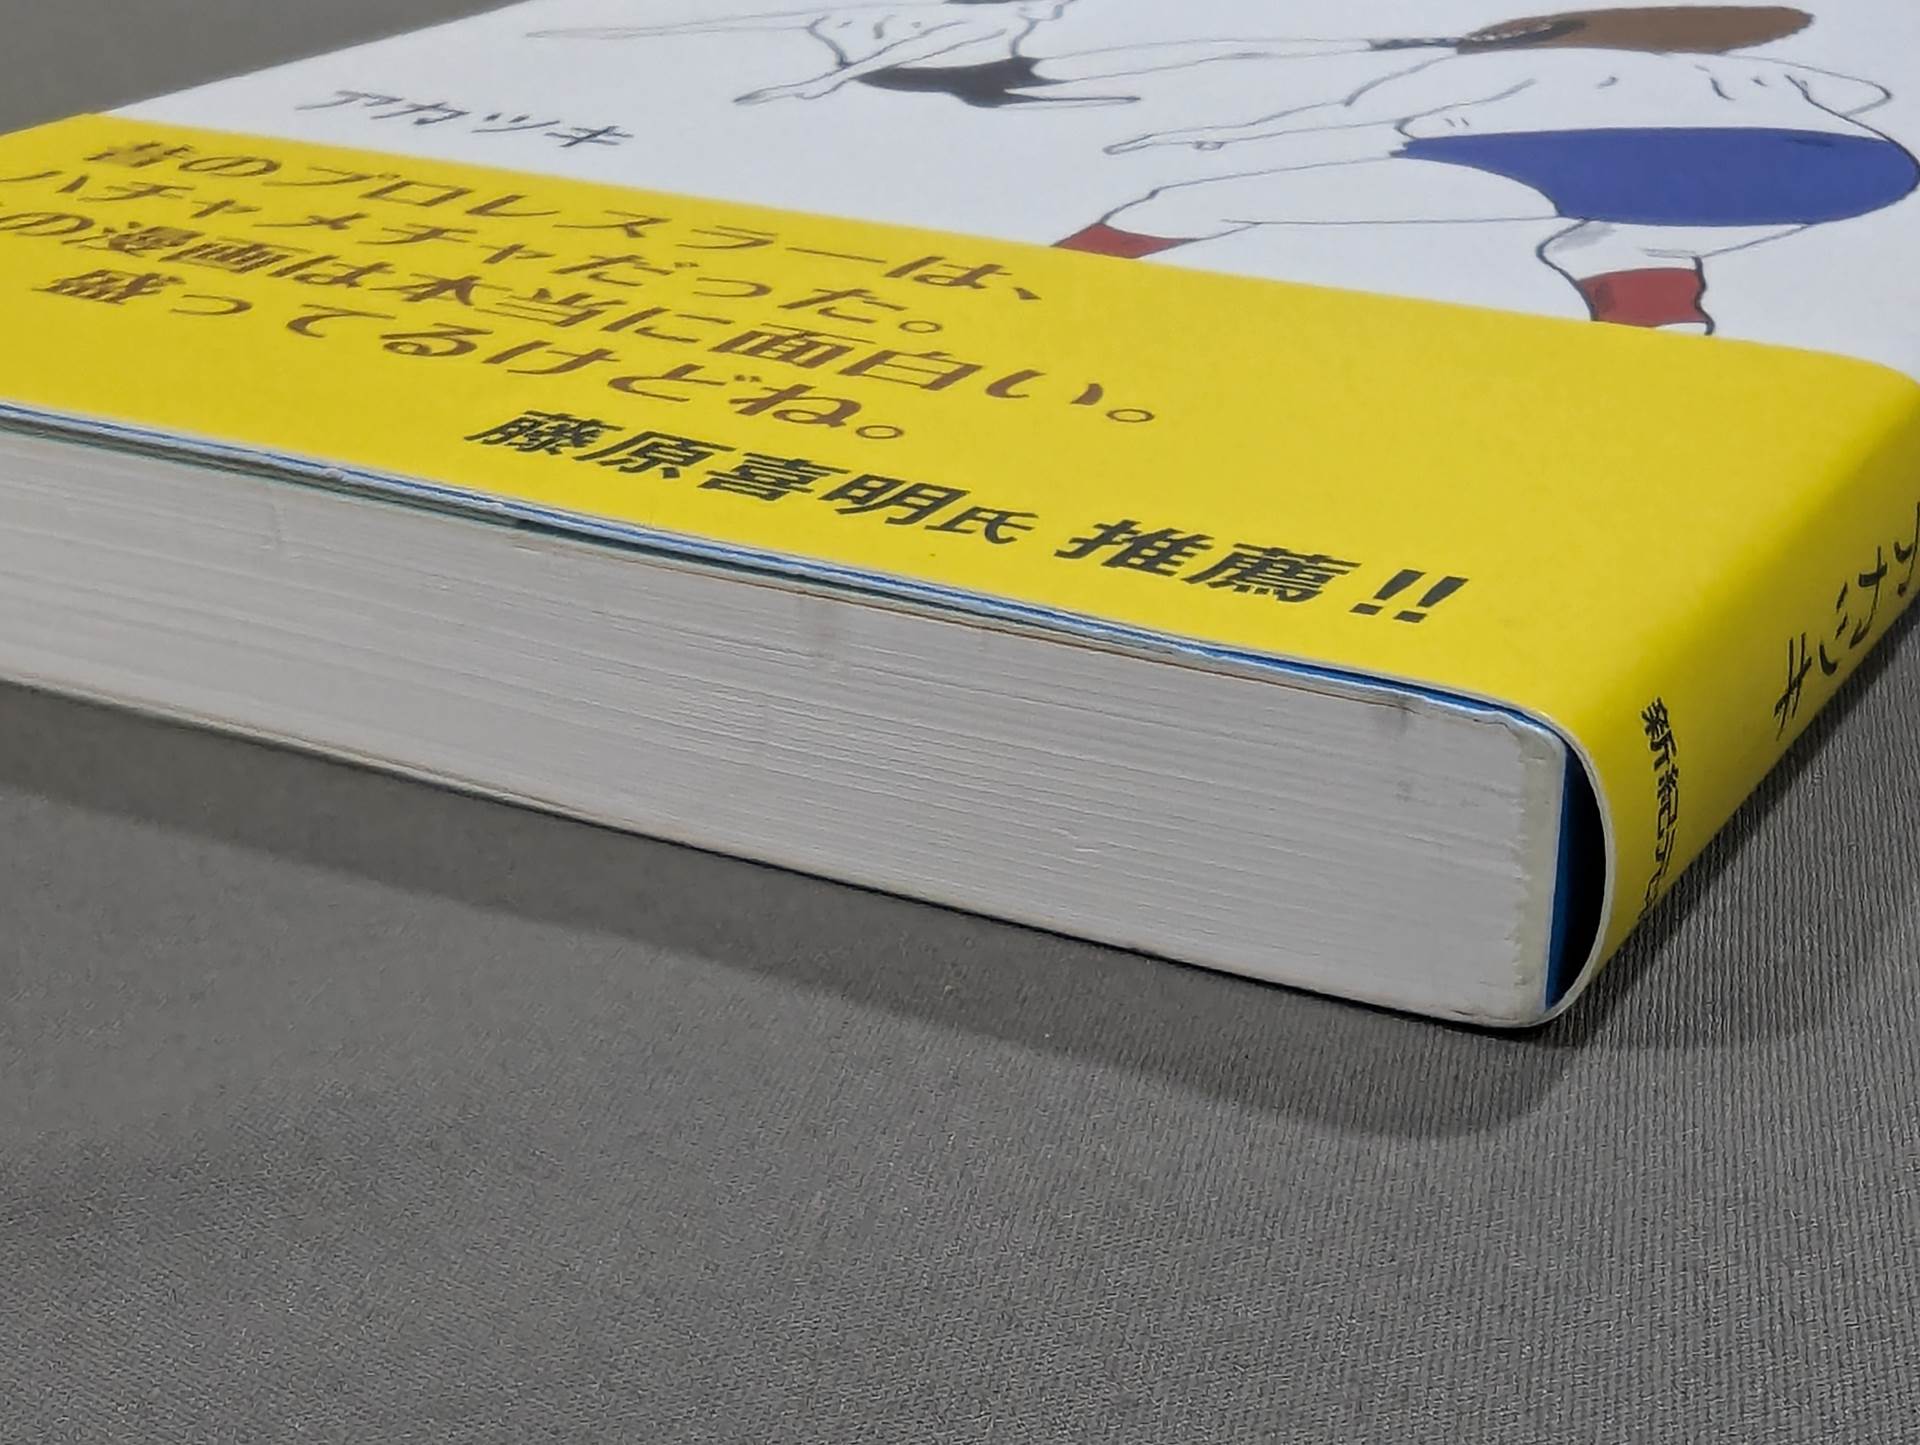 アカツキ
昔のプロレスラーは、
ハチャメチャだった。
の漫画は本当に面白い。
盛ってるけどね。
藤原喜明氏 推薦!!
アカツキ
新紀元社